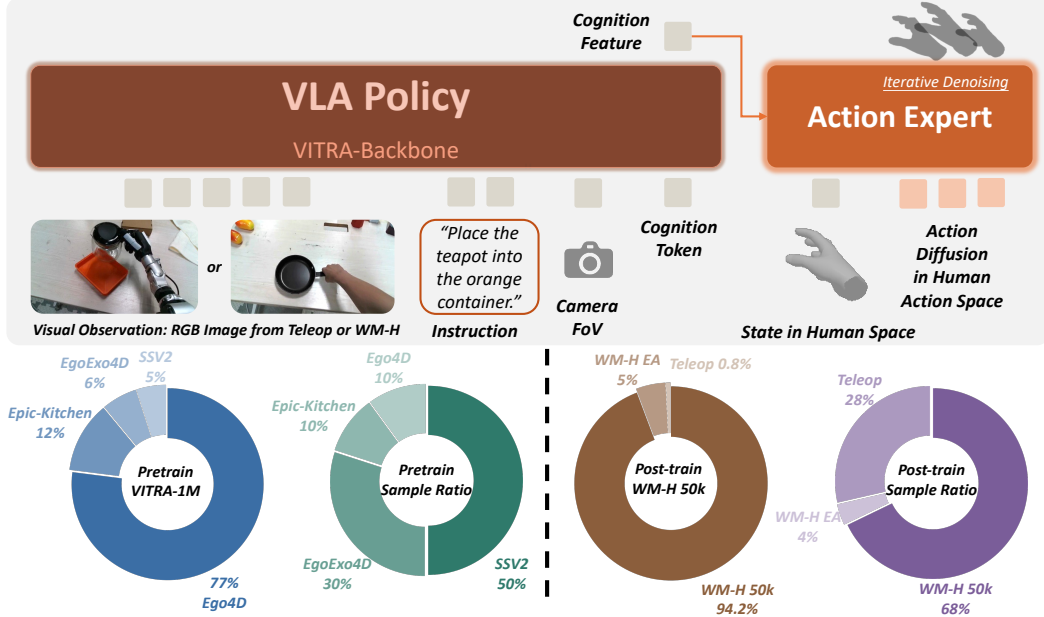 Cognition
Feature
VLA Policy
VITRA-Backbone
Iterative Denoising
Action Expert
or
“Place the
teapot into
the orange
container.”
Cognition
Token
Camera
FoV
Action
Diffusion
in Human
Action Space
Visual Observation: RGB Image from Teleop or WM-H
Instruction
State in Human Space
SSV2
5%
EgoExo4D
6%
Epic-Kitchen
12%
Pretrain
VITRA-1M
77%
Ego4D
Ego4D
10%
Epic-Kitchen
10%
Pretrain
Sample Ratio
EgoExo4D
30%
SSV2
50%
WM-H EA
5%
Teleop 0.8%
Post-train
WM-H 50k
WM-H 50k
94.2%
Teleop
28%
Post-train
Sample Ratio
WM-H EA
4%
WM-H 50k
68%